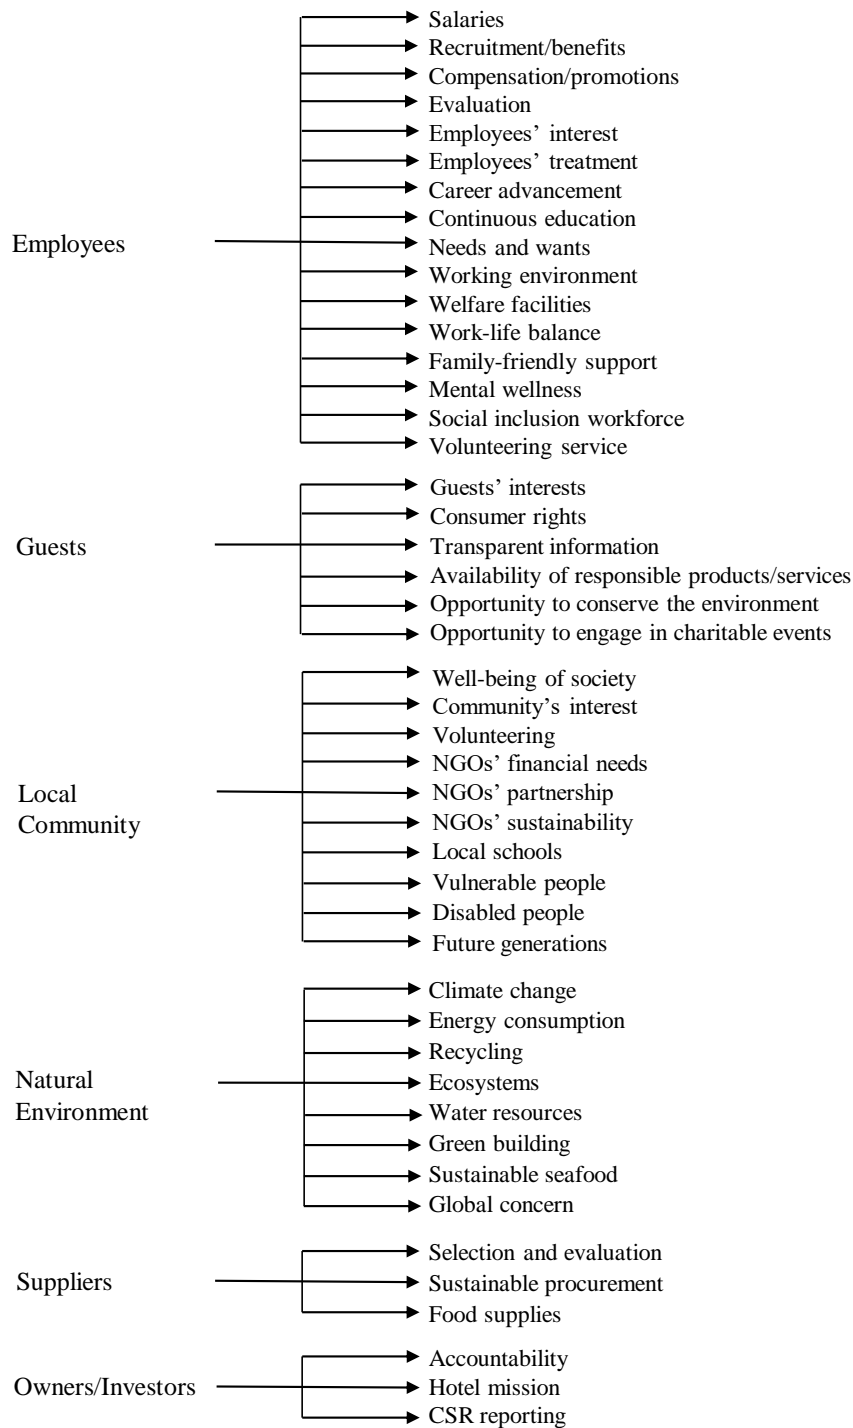 Employees
Salaries
Recruitment/benefits
Compensation/promotions
Evaluation
Employees’ interest
Employees’ treatment
Career advancement
Continuous education
Needs and wants
Working environment
Welfare facilities
Work-life balance
Family-friendly support
Mental wellness
Social inclusion workforce
Volunteering service
Guests
Guests’ interests
Consumer rights
Transparent information
Availability of responsible products/services
Opportunity to conserve the environment
Opportunity to engage in charitable events
Local
Community
Well-being of society
Community’s interest
Volunteering
NGOs’ financial needs
NGOs’ partnership
NGOs’ sustainability
Local schools
Vulnerable people
Disabled people
Future generations
Natural
Environment
Climate change
Energy consumption
Recycling
Ecosystems
Water resources
Green building
Sustainable seafood
Global concern
Suppliers
Selection and evaluation
Sustainable procurement
Food supplies
Owners/Investors
Accountability
Hotel mission
CSR reporting